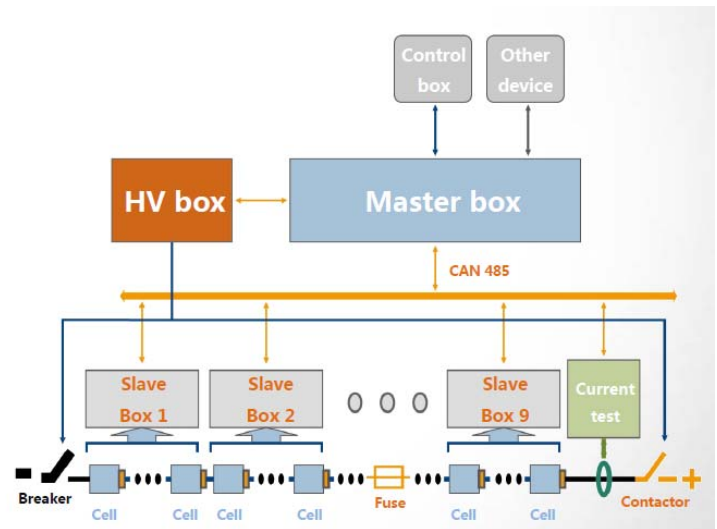 Control
box
Other
device
HV box
Master box
CAN 485
Slave
Box 1
Slave
Box 2
Slave
Box 9
Current
test
Breaker
Cell
Cell
Cell
Cell
Fuse
Cell
Cell
Contactor